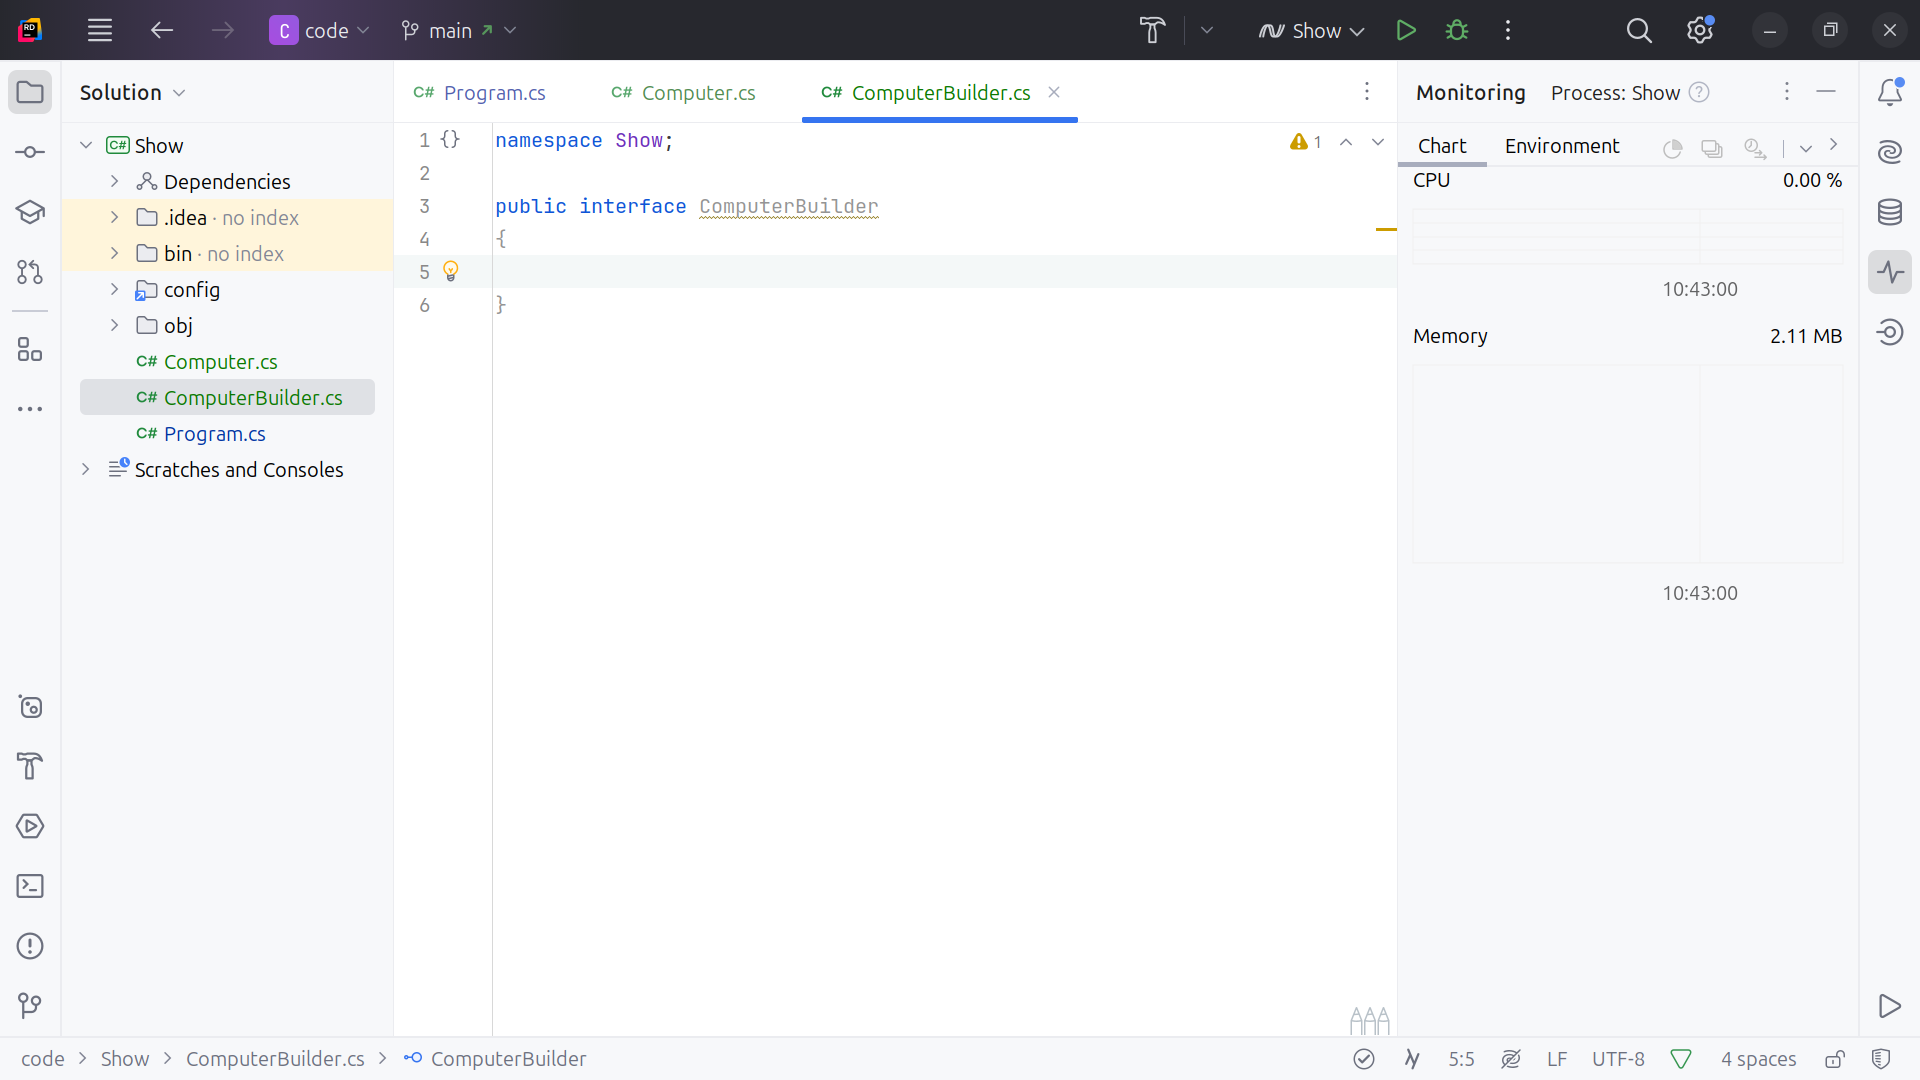 C code main Show
Solution
Show
Dependencies
.idea · no index
bin · no index
config
obj
C# Computer.cs
C# ComputerBuilder.cs
C# Program.cs
Scratches and Consoles
C# Program.cs C# Computer.cs C# ComputerBuilder.cs
1 {} namespace Show;
2
3 public interface ComputerBuilder
4 {
5
6 }
1
Monitoring Process: Show ?
Chart Environment
CPU 0.00 %
10:43:00
Memory 2.11 MB
10:43:00
code > Show > ComputerBuilder.cs > ComputerBuilder
5:5 LF UTF-8 4 spaces